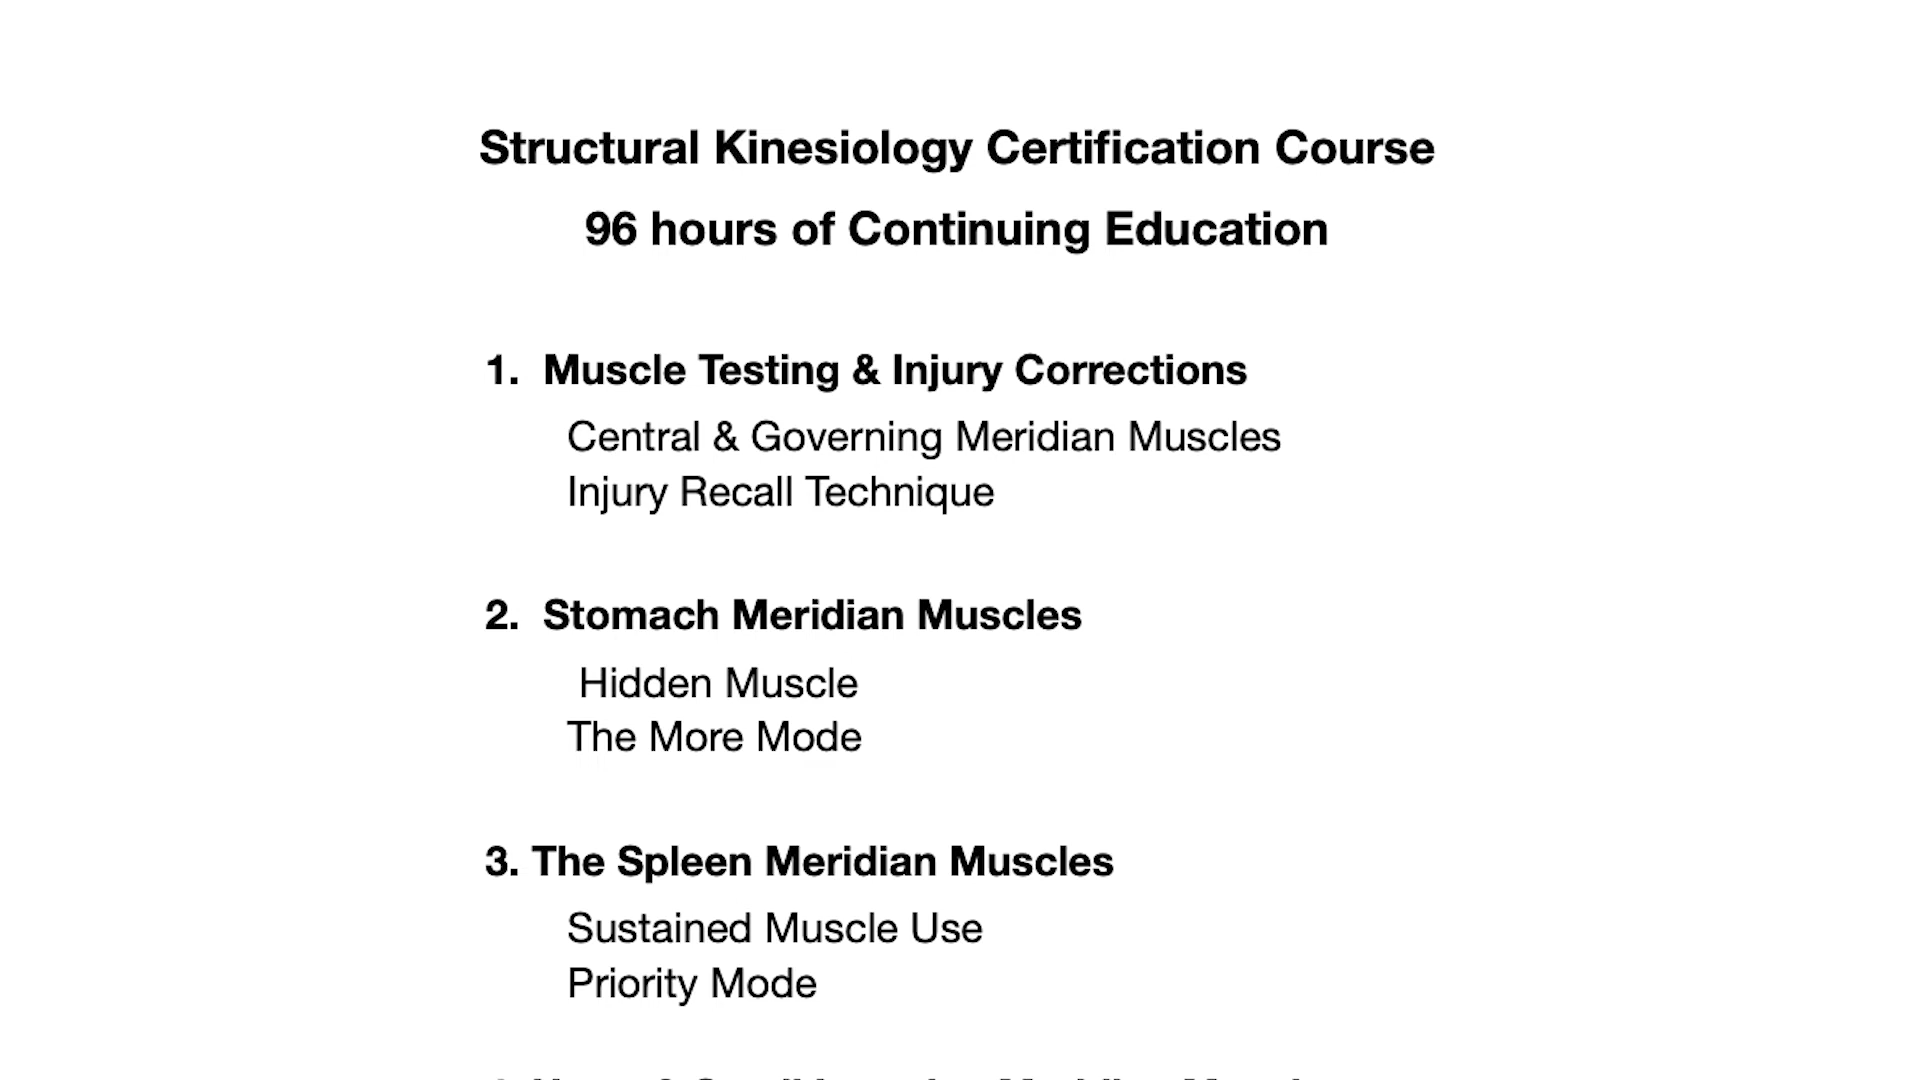 Structural Kinesiology Certification Course
96 hours of Continuing Education
1. Muscle Testing & Injury Corrections
Central & Governing Meridian Muscles
Injury Recall Technique
2. Stomach Meridian Muscles
Hidden Muscle
The More Mode
3. The Spleen Meridian Muscles
Sustained Muscle Use
Priority Mode